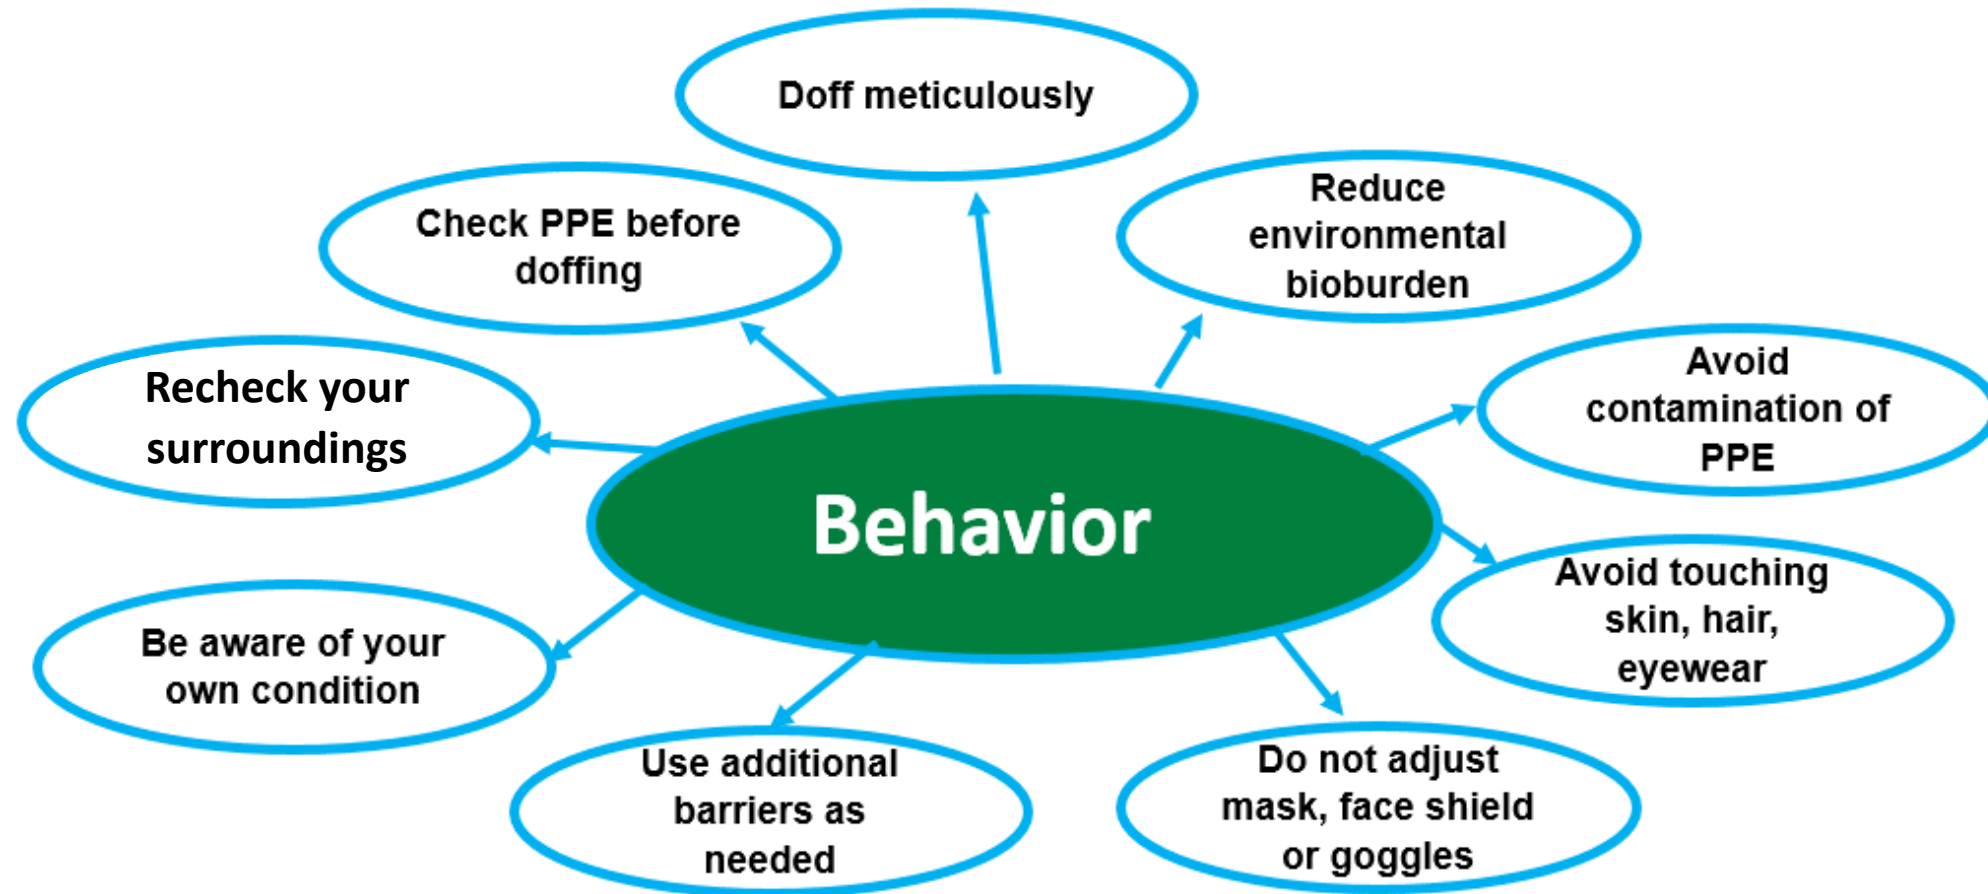 Doff meticulously
Check PPE before
doffing
Reduce
environmental
bioburden
Recheck your
surroundings
Avoid
contamination of
PPE
Behavior
Be aware of your
own condition
Avoid touching
skin, hair,
eyewear
Use additional
barriers as
needed
Do not adjust
mask, face shield
or goggles